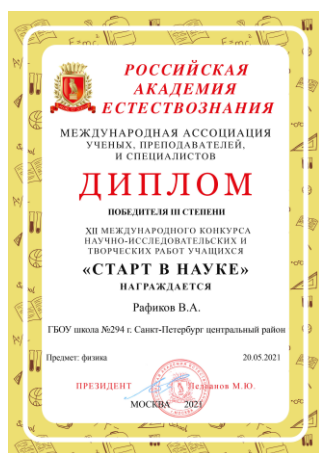 РОССИЙСКАЯ
АКАДЕМИЯ
ЕСТЕСТВОЗНАНИЯ
МЕЖДУНАРОДНАЯ АССОЦИАЦИЯ
УЧЕНЫХ, ПРЕПОДАВАТЕЛЕЙ,
И СПЕЦИАЛИСТОВ
ДИПЛОМ
ПОБЕДИТЕЛЯ III СТЕПЕНИ
XII МЕЖДУНАРОДНОГО КОНКУРСА
НАУЧНО-ИССЛЕДОВАТЕЛЬСКИХ И
ТВОРЧЕСКИХ РАБОТ УЧАЩИХСЯ
«СТАРТ В НАУКЕ»
НАГРАЖДАЕТСЯ
Рафиков В.А.
ГБОУ школа №294 г. Санкт-Петербург центральный район
Предмет: физика 20.05.2021
ПРЕЗИДЕНТ М.Ю.
МОСКВА 2021